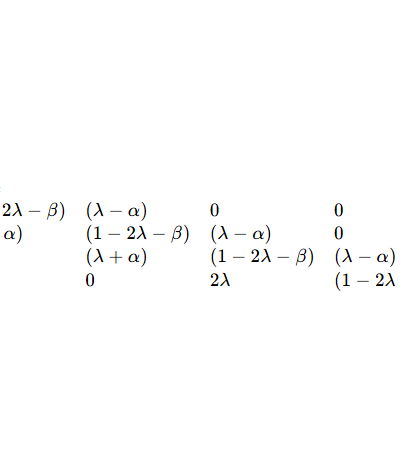 2λ − β) (λ − α) 0 0
α) (1 − 2λ − β) (λ − α) 0
(λ + α) (1 − 2λ − β) (λ − α)
0 2λ (1 − 2λ